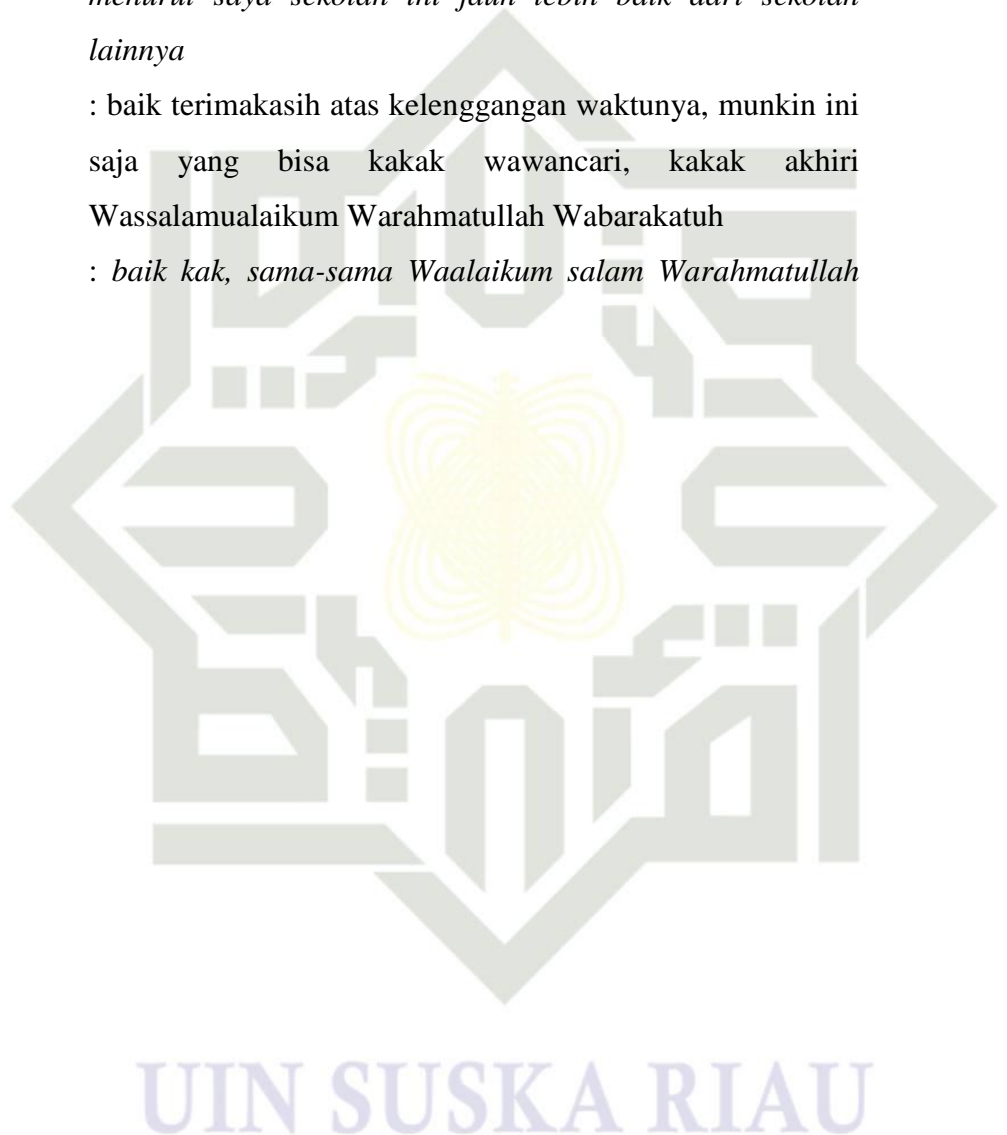 menurut saya sekolah ini jauh lebih baik dari sekolah
lainnya
: baik terimakasih atas kelenggangan waktunya, munkin ini
saja yang bisa kakak wawancari, kakak akhiri
Wassalamualaikum Warahmatullah Wabarakatuh
: baik kak, sama-sama Waalaikum salam Warahmatullah
UIN SUSKA RIAU